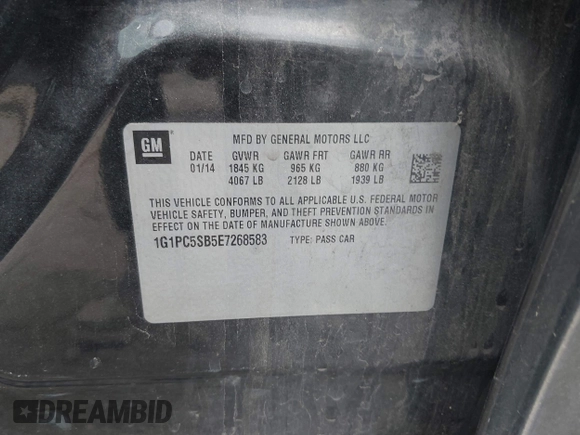 GM
MFD BY GENERAL MOTORS LLC
DATE GVWR GAWR FRT GAWR RR
01/14 1845 KG 965 KG 880 KG
4067 LB 2128 LB 1939 LB
THIS VEHICLE CONFORMS TO ALL APPLICABLE U.S. FEDERAL MOTOR
VEHICLE SAFETY, BUMPER, AND THEFT PREVENTION STANDARDS IN
EFFECT ON THE DATE OF MANUFACTURE SHOWN ABOVE.
1G1PC5SB5E7268583 TYPE: PASS CAR
DREAMBID